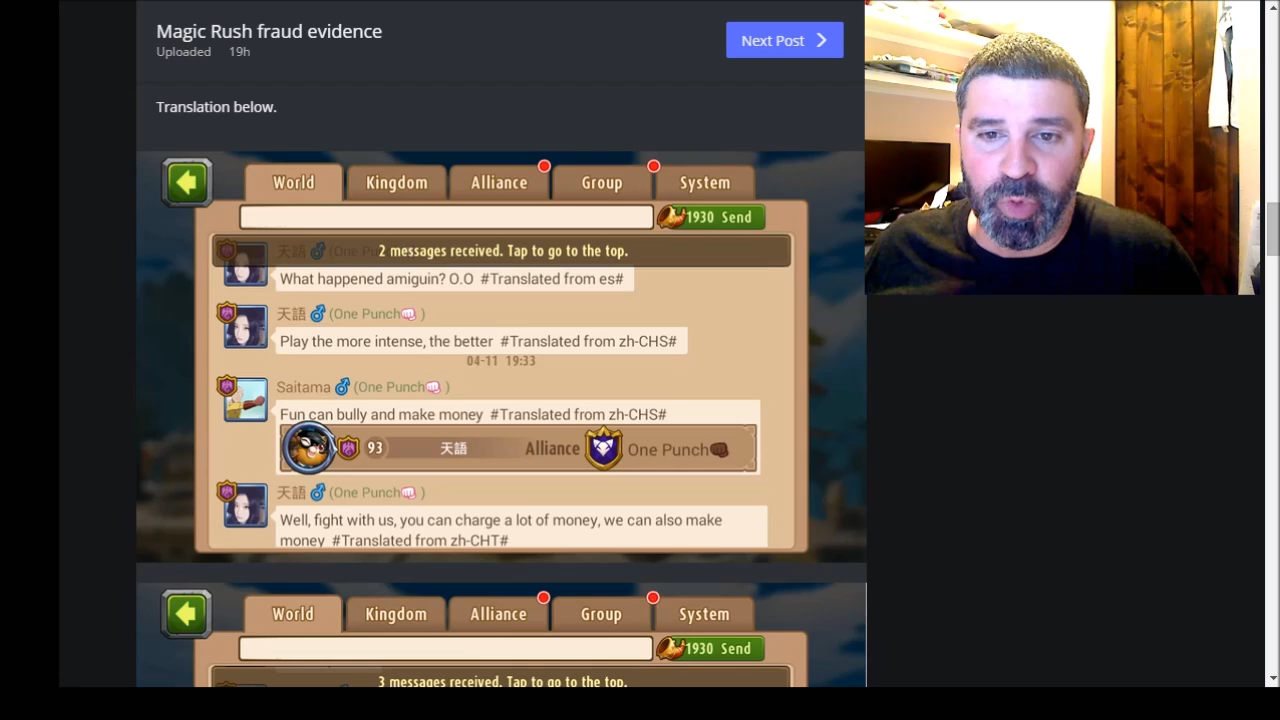 Magic Rush fraud evidence
Uploaded 19h
Next Post
Translation below.
World Kingdom Alliance Group System
1930 Send
天語 (One Punch )
2 messages received. Tap to go to the top.
What happened amiguin? O.O #Translated from es#
天語 (One Punch )
Play the more intense, the better #Translated from zh-CHS#
04-11 19:33
Saitama (One Punch )
Fun can bully and make money #Translated from zh-CHS#
93 天語 Alliance One Punch
天語 (One Punch )
Well, fight with us, you can charge a lot of money, we can also make
money #Translated from zh-CHT#
World Kingdom Alliance Group System
1930 Send
3 messages received. Tap to go to the top.